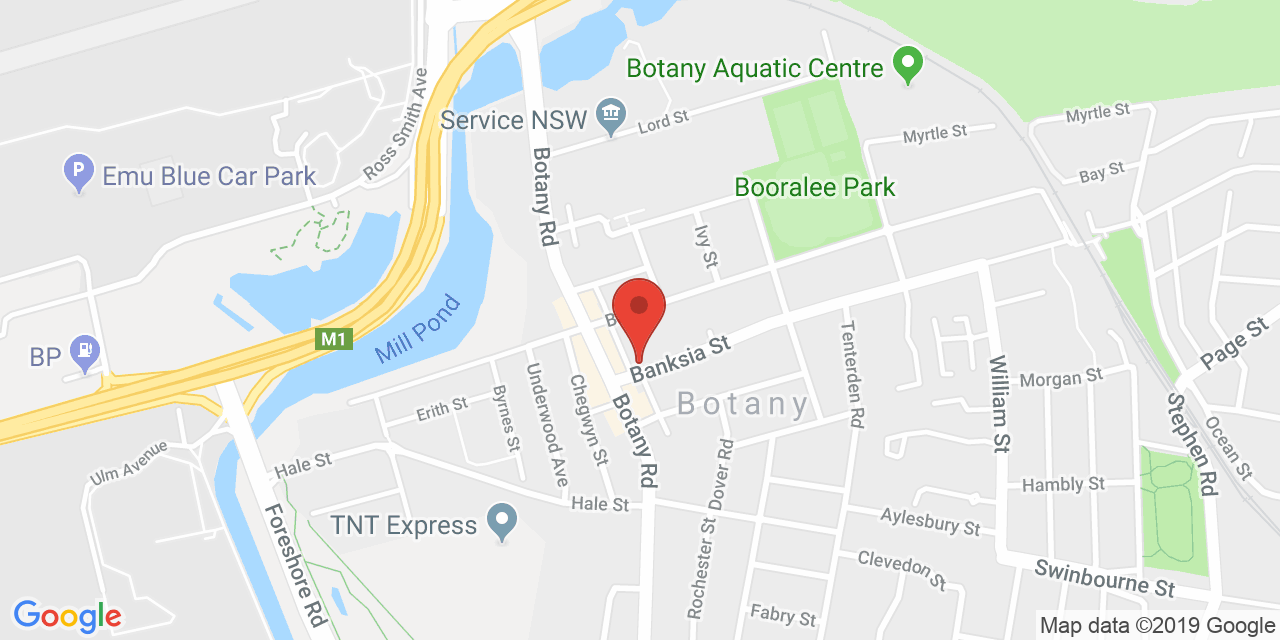 Botany Aquatic Centre
Ross Smith Ave
Service NSW
Lord St
Myrtle St
Myrtle St
Emu Blue Car Park
Botany Rd
Bay St
Booralee Park
Ivy St
B
Mill Pond
M1
BP
Banksia St
Tenterden Rd
William St
Page St
Morgan St
Stephen Rd
Ocean St
Erith St
Byrnes St
Underwood Ave
Chegwyn St
Botany Rd
Botany
Ulm Avenue
Hale St
Foreshore Rd
TNT Express
Hale St
Dover Rd
Rochester St
Hambly St
Aylesbury St
Clevedon St
Swinbourne St
Fabry St
Google
Map data ©2019 Google